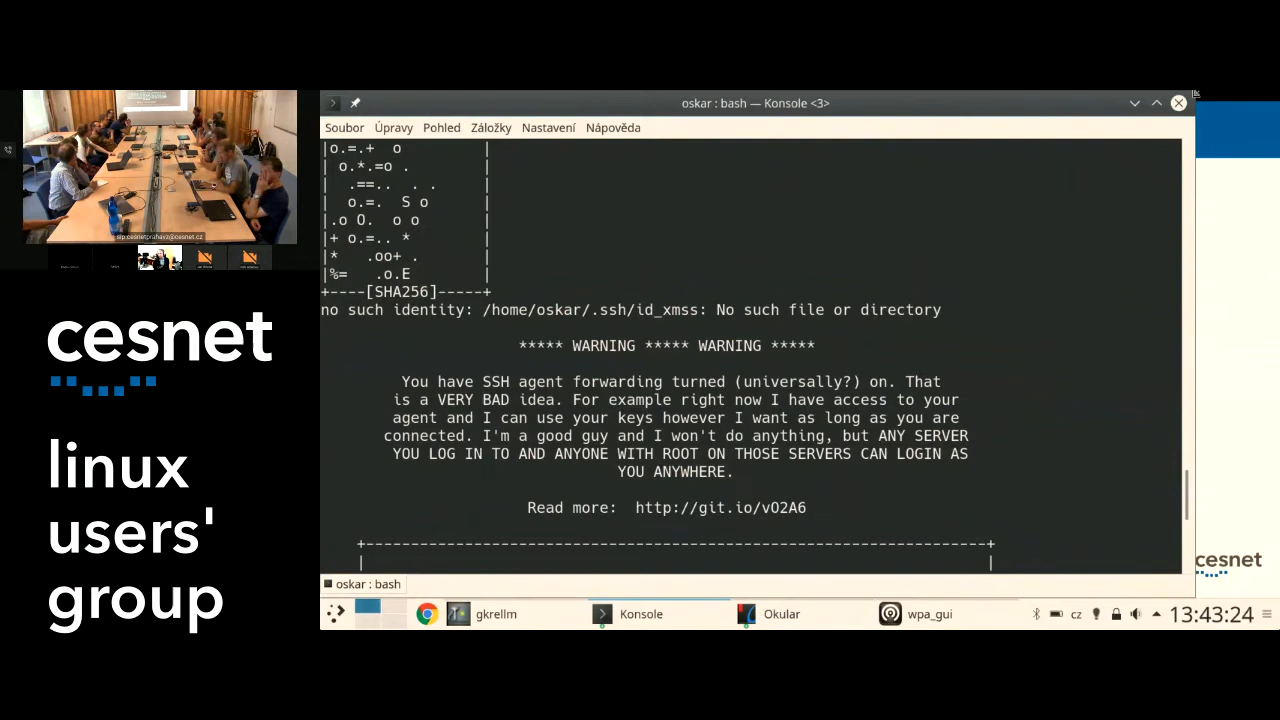 sip.cesnetprahavz@cesnet.cz
cesnet
linux
users'
group
oskar : bash — Konsole <3>
Soubor Úpravy Pohled Záložky Nastavení Nápověda
|o.=.+  o         |
| o.*.=o .        |
|  .==..  . .     |
|  o.=.  S o      |
|.o O.  o o       |
|+ o.=.. *        |
|*   .oo+ .       |
|%=   .o.E        |
+----[SHA256]-----+
no such identity: /home/oskar/.ssh/id_xmss: No such file or directory
***** WARNING ***** WARNING *****
You have SSH agent forwarding turned (universally?) on. That
is a VERY BAD idea. For example right now I have access to your
agent and I can use your keys however I want as long as you are
connected. I'm a good guy and I won't do anything, but ANY SERVER
YOU LOG IN TO AND ANYONE WITH ROOT ON THOSE SERVERS CAN LOGIN AS
YOU ANYWHERE.
Read more:  http://git.io/vO2A6
+---------------------------------------------------------------------+
|                                                                     |
oskar : bash
gkrellm Konsole Okular wpa_gui cz 13:43:24
cesnet